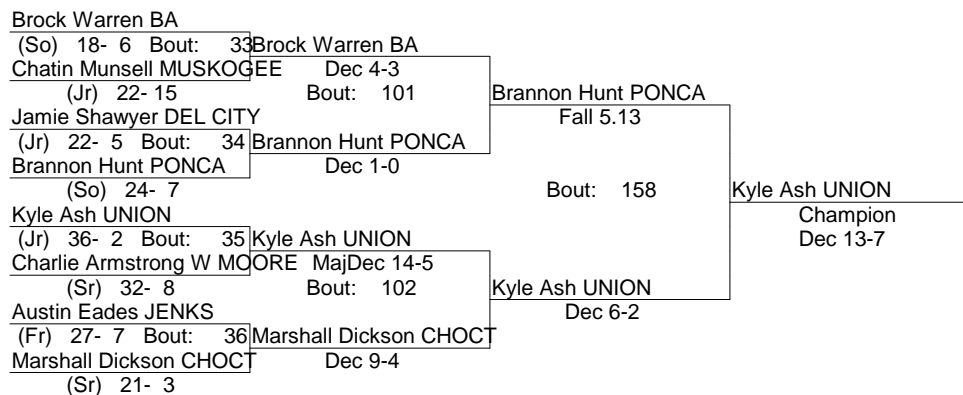 Brock Warren BA
(So) 18- 6 Bout: 33 Brock Warren BA
Chatin Munsell MUSKOGEE Dec 4-3
(Jr) 22- 15 Bout: 101 Brannon Hunt PONCA
Jamie Shawyer DEL CITY Fall 5.13
(Jr) 22- 5 Bout: 34 Brannon Hunt PONCA
Brannon Hunt PONCA Dec 1-0
(So) 24- 7 Bout: 158 Kyle Ash UNION
Kyle Ash UNION Champion
(Jr) 36- 2 Bout: 35 Kyle Ash UNION Dec 13-7
Charlie Armstrong W MOORE MajDec 14-5
(Sr) 32- 8 Bout: 102 Kyle Ash UNION
Austin Eades JENKS Dec 6-2
(Fr) 27- 7 Bout: 36 Marshall Dickson CHOCT
Marshall Dickson CHOCT Dec 9-4
(Sr) 21- 3